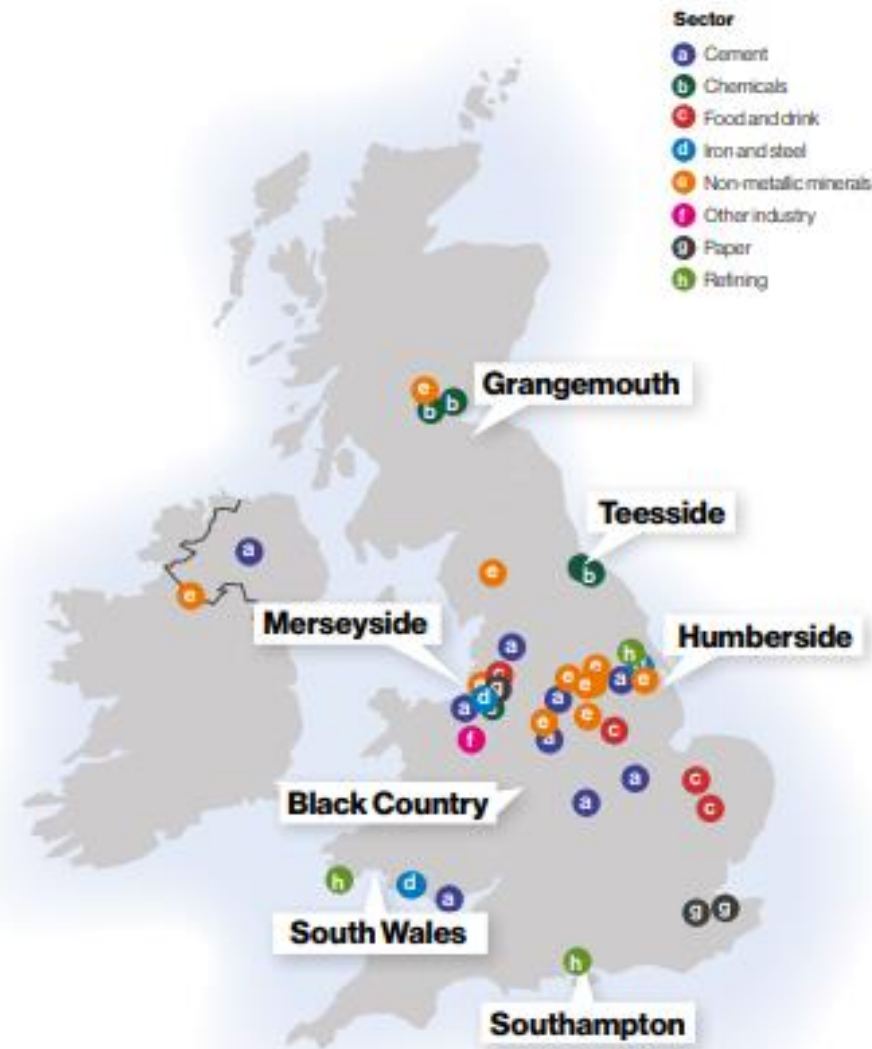 Sector
a Cement
b Chemicals
c Food and drink
d Iron and steel
e Non-metallic minerals
f Other industry
g Paper
h Refining
e
b b
Grangemouth
Teesside
a
e
b
e
Merseyside
a
Humberside
h
c
e g
e e
e
a e
d
a
a
f
e
e
a
c
Black Country
a
a
c
c
h
d
a
g g
South Wales
h
Southampton